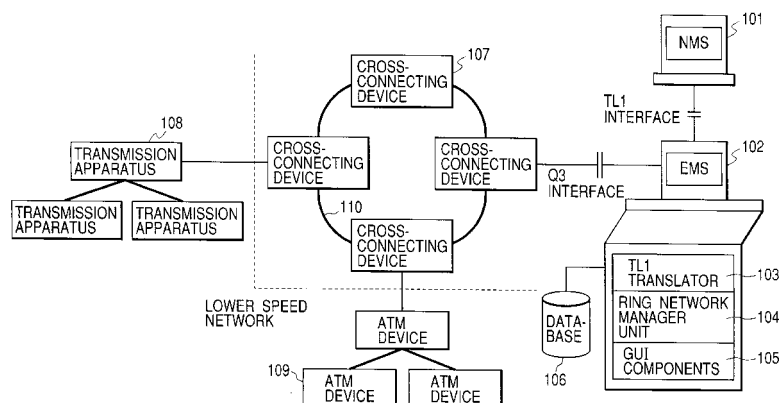 101
NMS
CROSS-
CONNECTING
DEVICE
107
TL1
INTERFACE
108
TRANSMISSION
APPARATUS
CROSS-
CONNECTING
DEVICE
CROSS-
CONNECTING
DEVICE
Q3
INTERFACE
102
EMS
TRANSMISSION
APPARATUS
TRANSMISSION
APPARATUS
110
CROSS-
CONNECTING
DEVICE
LOWER SPEED
NETWORK
ATM
DEVICE
109
ATM
DEVICE
ATM
DEVICE
DATA-
BASE
106
TL1
TRANSLATOR
103
RING NETWORK
MANAGER
UNIT
104
GUI
COMPONENTS
105